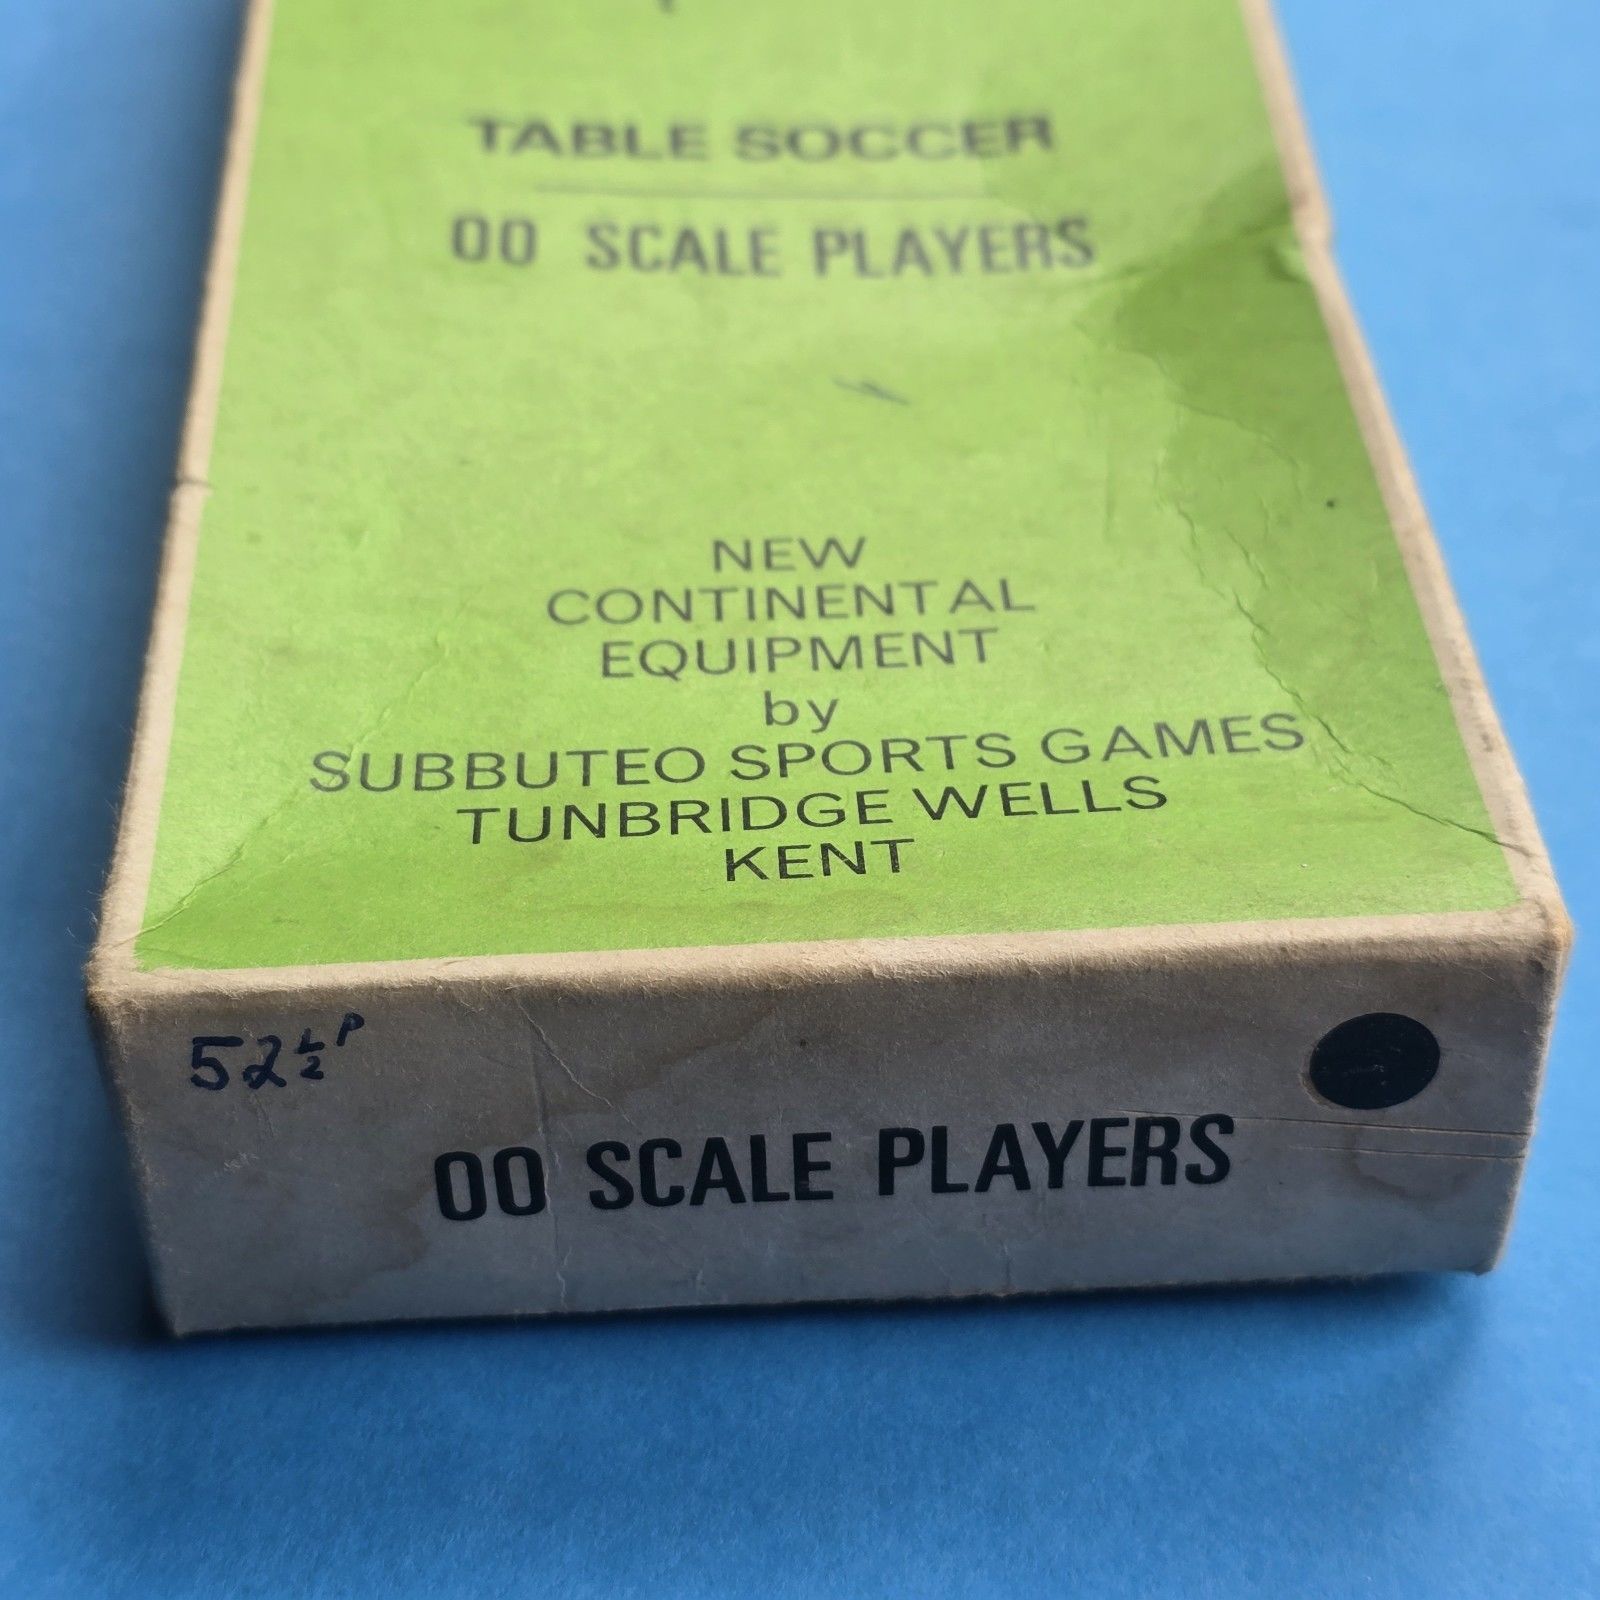 TABLE SOCCER
00 SCALE PLAYERS
NEW
CONTINENTAL
EQUIPMENT
by
SUBBUTEO SPORTS GAMES
TUNBRIDGE WELLS
KENT
52½P
00 SCALE PLAYERS